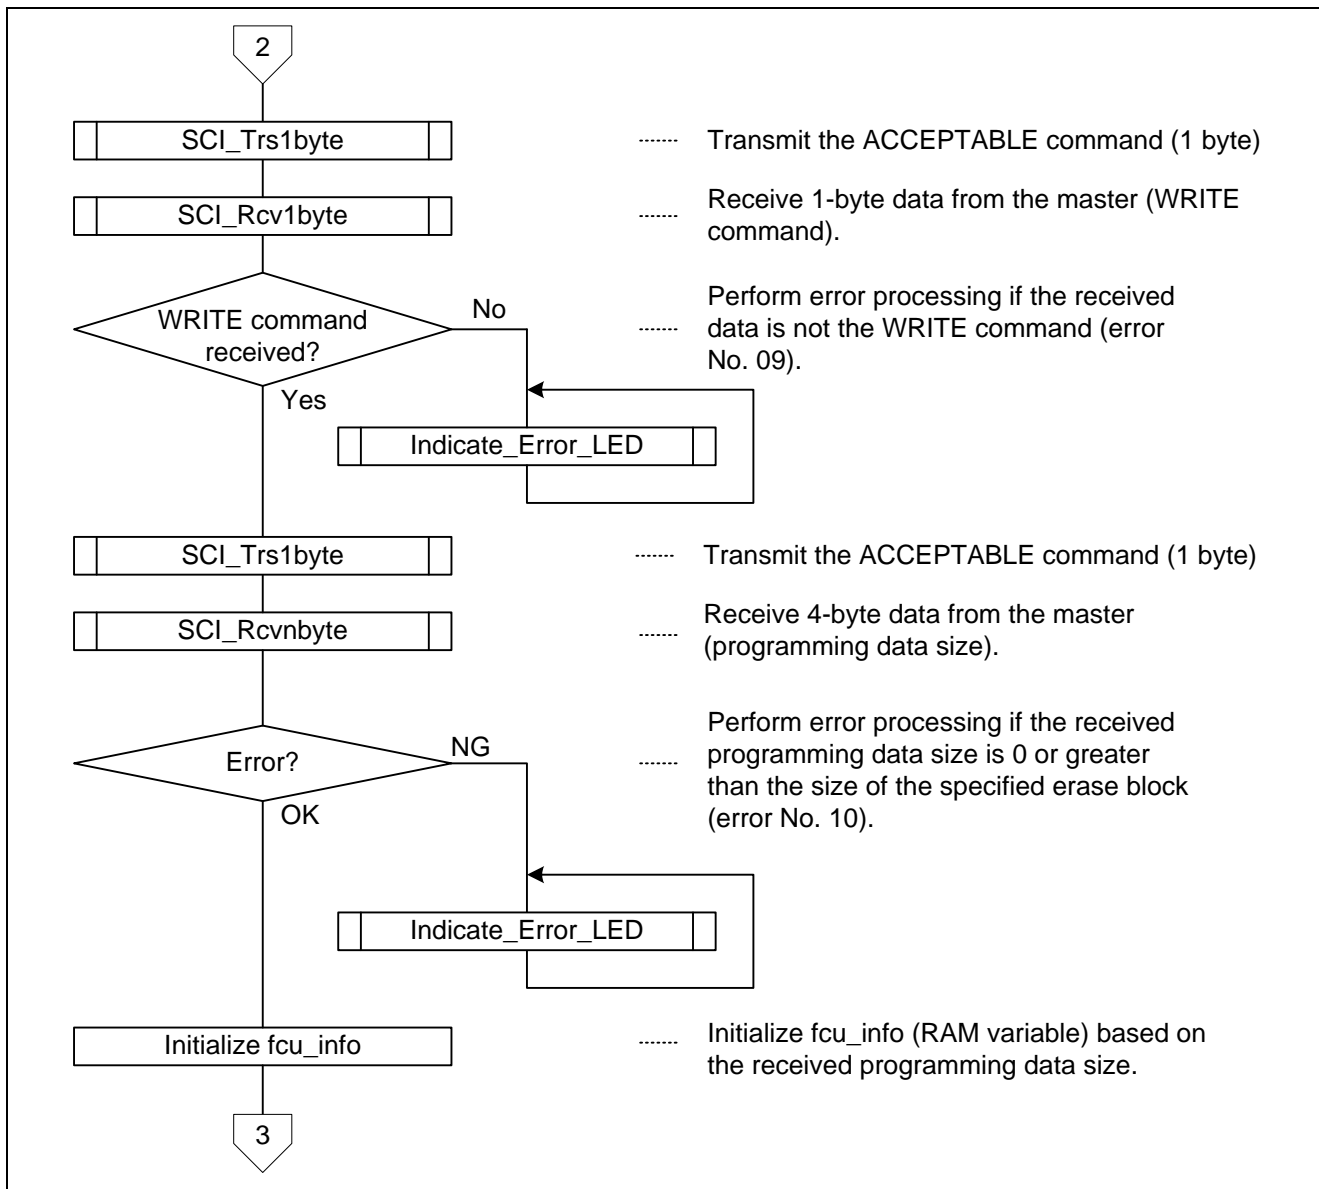 2
SCI_Trs1byte
Transmit the ACCEPTABLE command (1 byte)
SCI_Rcv1byte
Receive 1-byte data from the master (WRITE
command).
WRITE command
received?
No
Yes
Perform error processing if the received
data is not the WRITE command (error
No. 09).
Indicate_Error_LED
SCI_Trs1byte
Transmit the ACCEPTABLE command (1 byte)
SCI_Rcvnbyte
Receive 4-byte data from the master
(programming data size).
Error?
NG
OK
Perform error processing if the received
programming data size is 0 or greater
than the size of the specified erase block
(error No. 10).
Indicate_Error_LED
Initialize fcu_info
Initialize fcu_info (RAM variable) based on
the received programming data size.
3